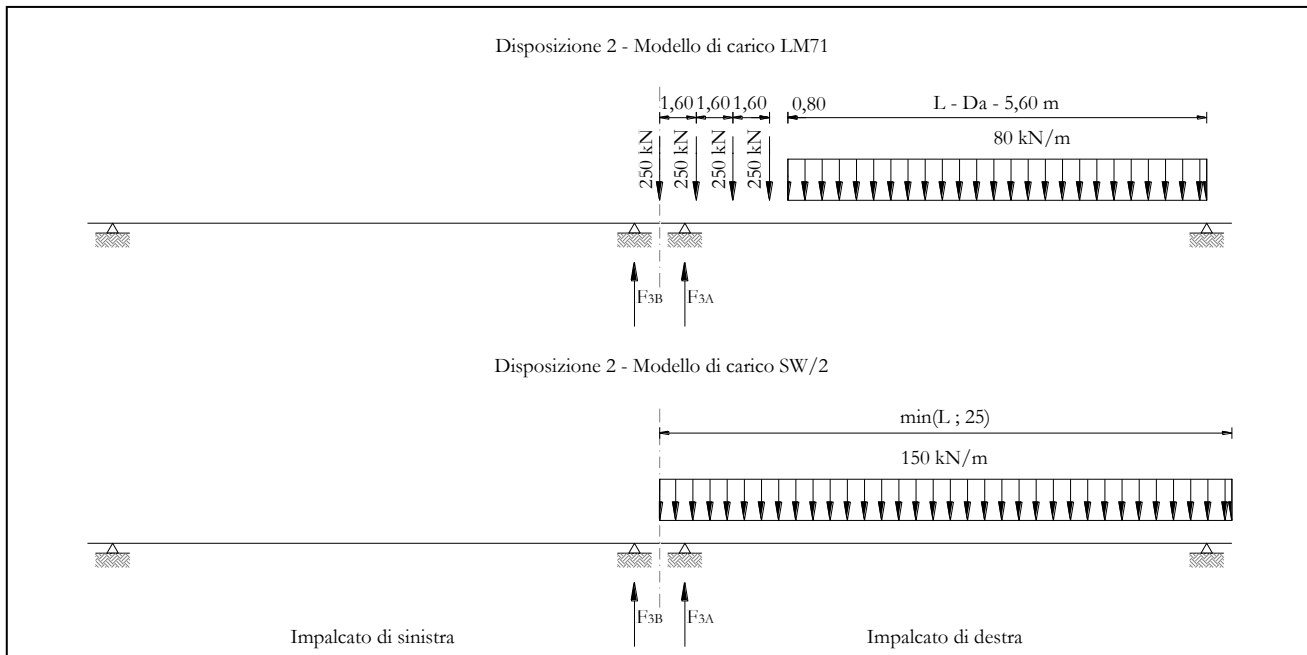 Disposizione 2 - Modello di carico LM71
1,60 1,60 1,60 0,80 L - Da - 5,60 m
250 kN 250 kN 250 kN 250 kN 80 kN/m
F3B F3A
Disposizione 2 - Modello di carico SW/2
min(L ; 25)
150 kN/m
F3B F3A
Impalcato di sinistra Impalcato di destra